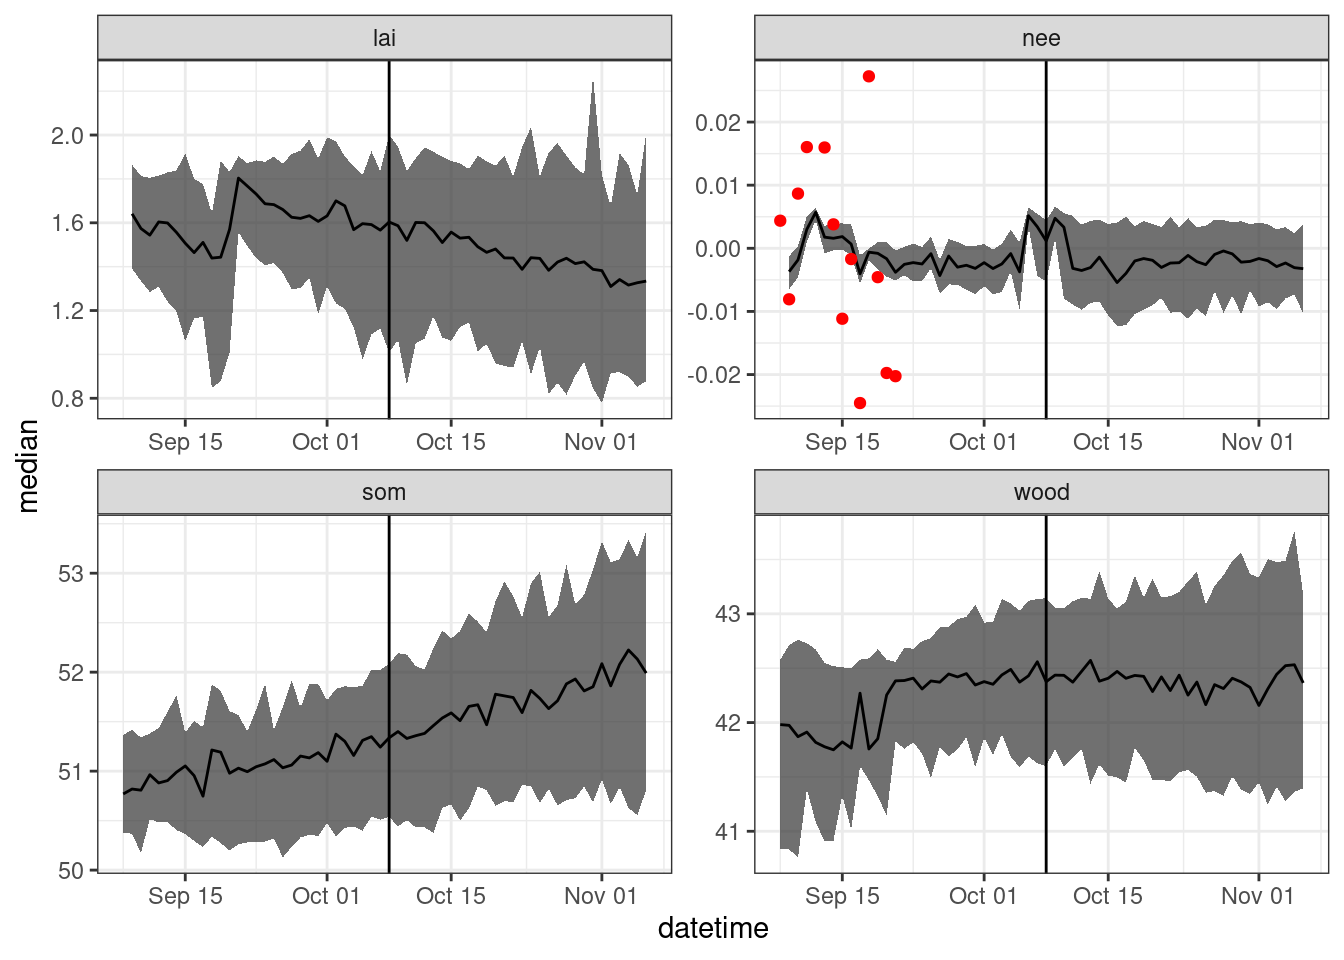 lai
nee
2.0
1.6
1.2
0.8
0.02
0.01
0.00
-0.01
-0.02
Sep 15 Oct 01 Oct 15 Nov 01
Sep 15 Oct 01 Oct 15 Nov 01
median
som
wood
53
52
51
50
43
42
41
Sep 15 Oct 01 Oct 15 Nov 01
Sep 15 Oct 01 Oct 15 Nov 01
datetime